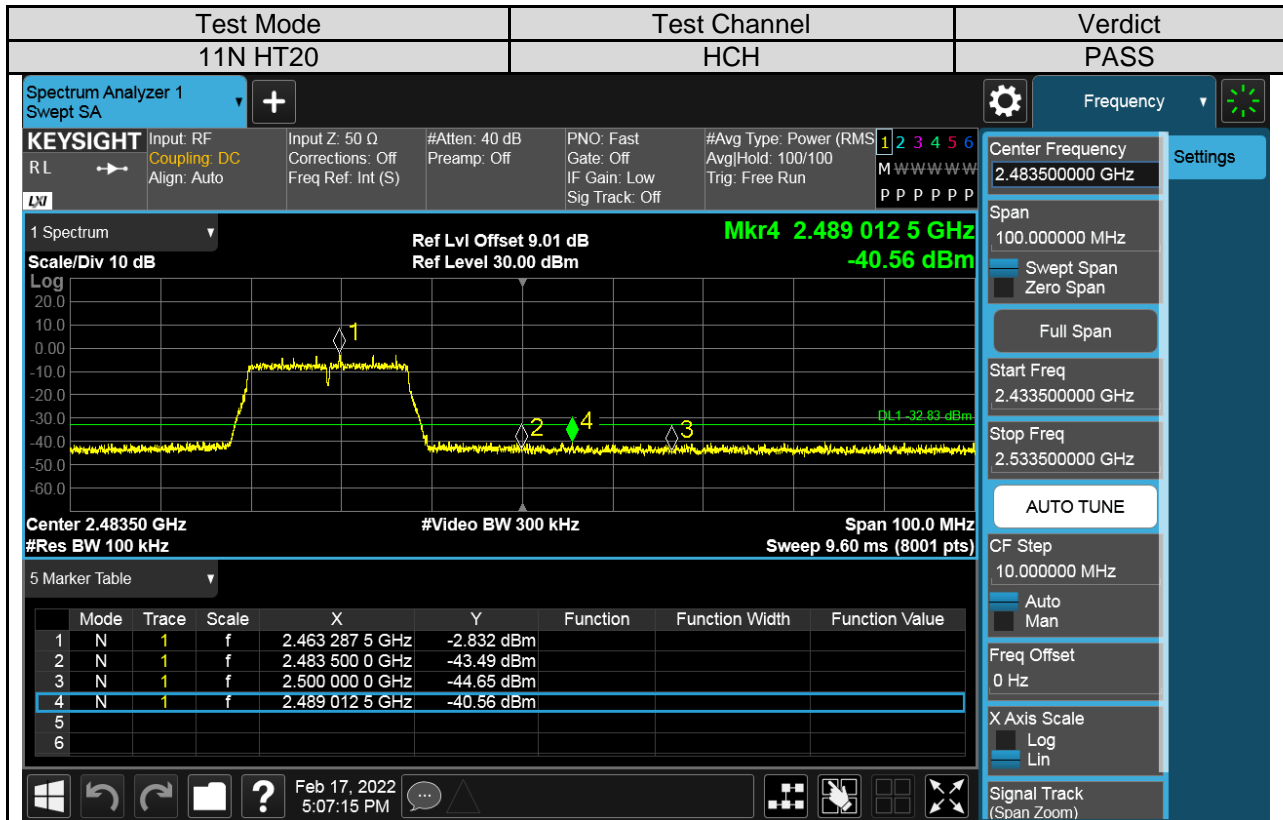 Test Mode Test Channel Verdict
11N HT20 HCH PASS
Spectrum Analyzer 1
Swept SA
Frequency
KEYSIGHT
RL
LXI
Input: RF
Coupling: DC
Align: Auto
Input Z: 50 Ω
Corrections: Off
Freq Ref: Int (S)
#Atten: 40 dB
Preamp: Off
PNO: Fast
Gate: Off
IF Gain: Low
Sig Track: Off
#Avg Type: Power (RMS
Avg|Hold: 100/100
Trig: Free Run
1 2 3 4 5 6
M W W W W W
P P P P P P
1 Spectrum
Scale/Div 10 dB
Ref Lvl Offset 9.01 dB
Ref Level 30.00 dBm
Mkr4 2.489 012 5 GHz
-40.56 dBm
Log
20.0
10.0
0.00
-10.0
-20.0
-30.0
-40.0
-50.0
-60.0
1
2
4
3
DL1 -32.83 dBm
Center 2.48350 GHz
#Res BW 100 kHz
#Video BW 300 kHz
Span 100.0 MHz
Sweep 9.60 ms (8001 pts)
5 Marker Table
Mode Trace Scale X Y Function Function Width Function Value
1 N 1 f 2.463 287 5 GHz -2.832 dBm
2 N 1 f 2.483 500 0 GHz -43.49 dBm
3 N 1 f 2.500 000 0 GHz -44.65 dBm
4 N 1 f 2.489 012 5 GHz -40.56 dBm
5
6
Center Frequency
2.483500000 GHz
Settings
Span
100.000000 MHz
Swept Span
Zero Span
Full Span
Start Freq
2.433500000 GHz
Stop Freq
2.533500000 GHz
AUTO TUNE
CF Step
10.000000 MHz
Auto
Man
Freq Offset
0 Hz
X Axis Scale
Log
Lin
Signal Track
(Span Zoom)
?
Feb 17, 2022
5:07:15 PM